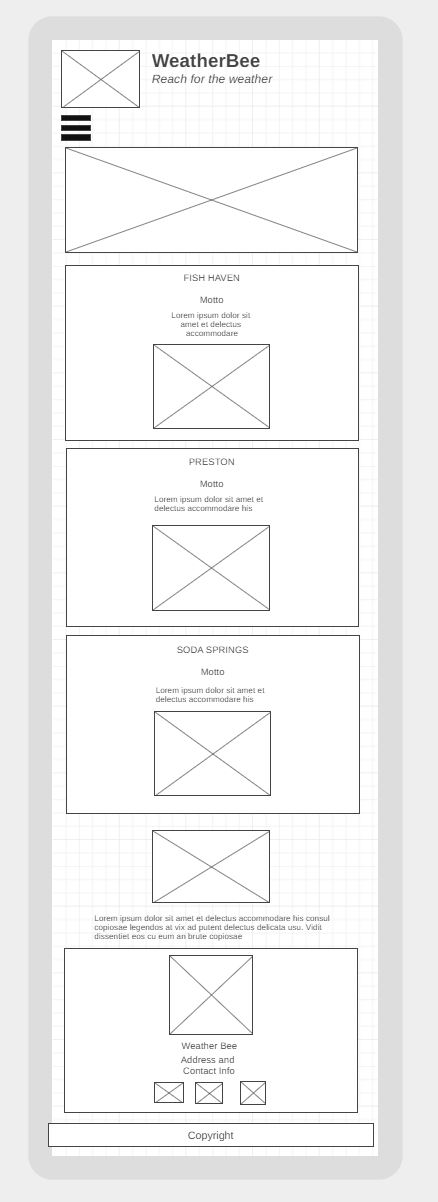 WeatherBee
Reach for the weather
FISH HAVEN
Motto
Lorem ipsum dolor sit
amet et delectus
accommodare
PRESTON
Motto
Lorem ipsum dolor sit amet et
delectus accommodare his
SODA SPRINGS
Motto
Lorem ipsum dolor sit amet et
delectus accommodare his
Lorem ipsum dolor sit amet et delectus accommodare his consul
copiosae legendos at vix ad putent delectus delicata usu. Vidit
dissentiet eos cu eum an brute copiosae
Weather Bee
Address and
Contact Info
Copyright